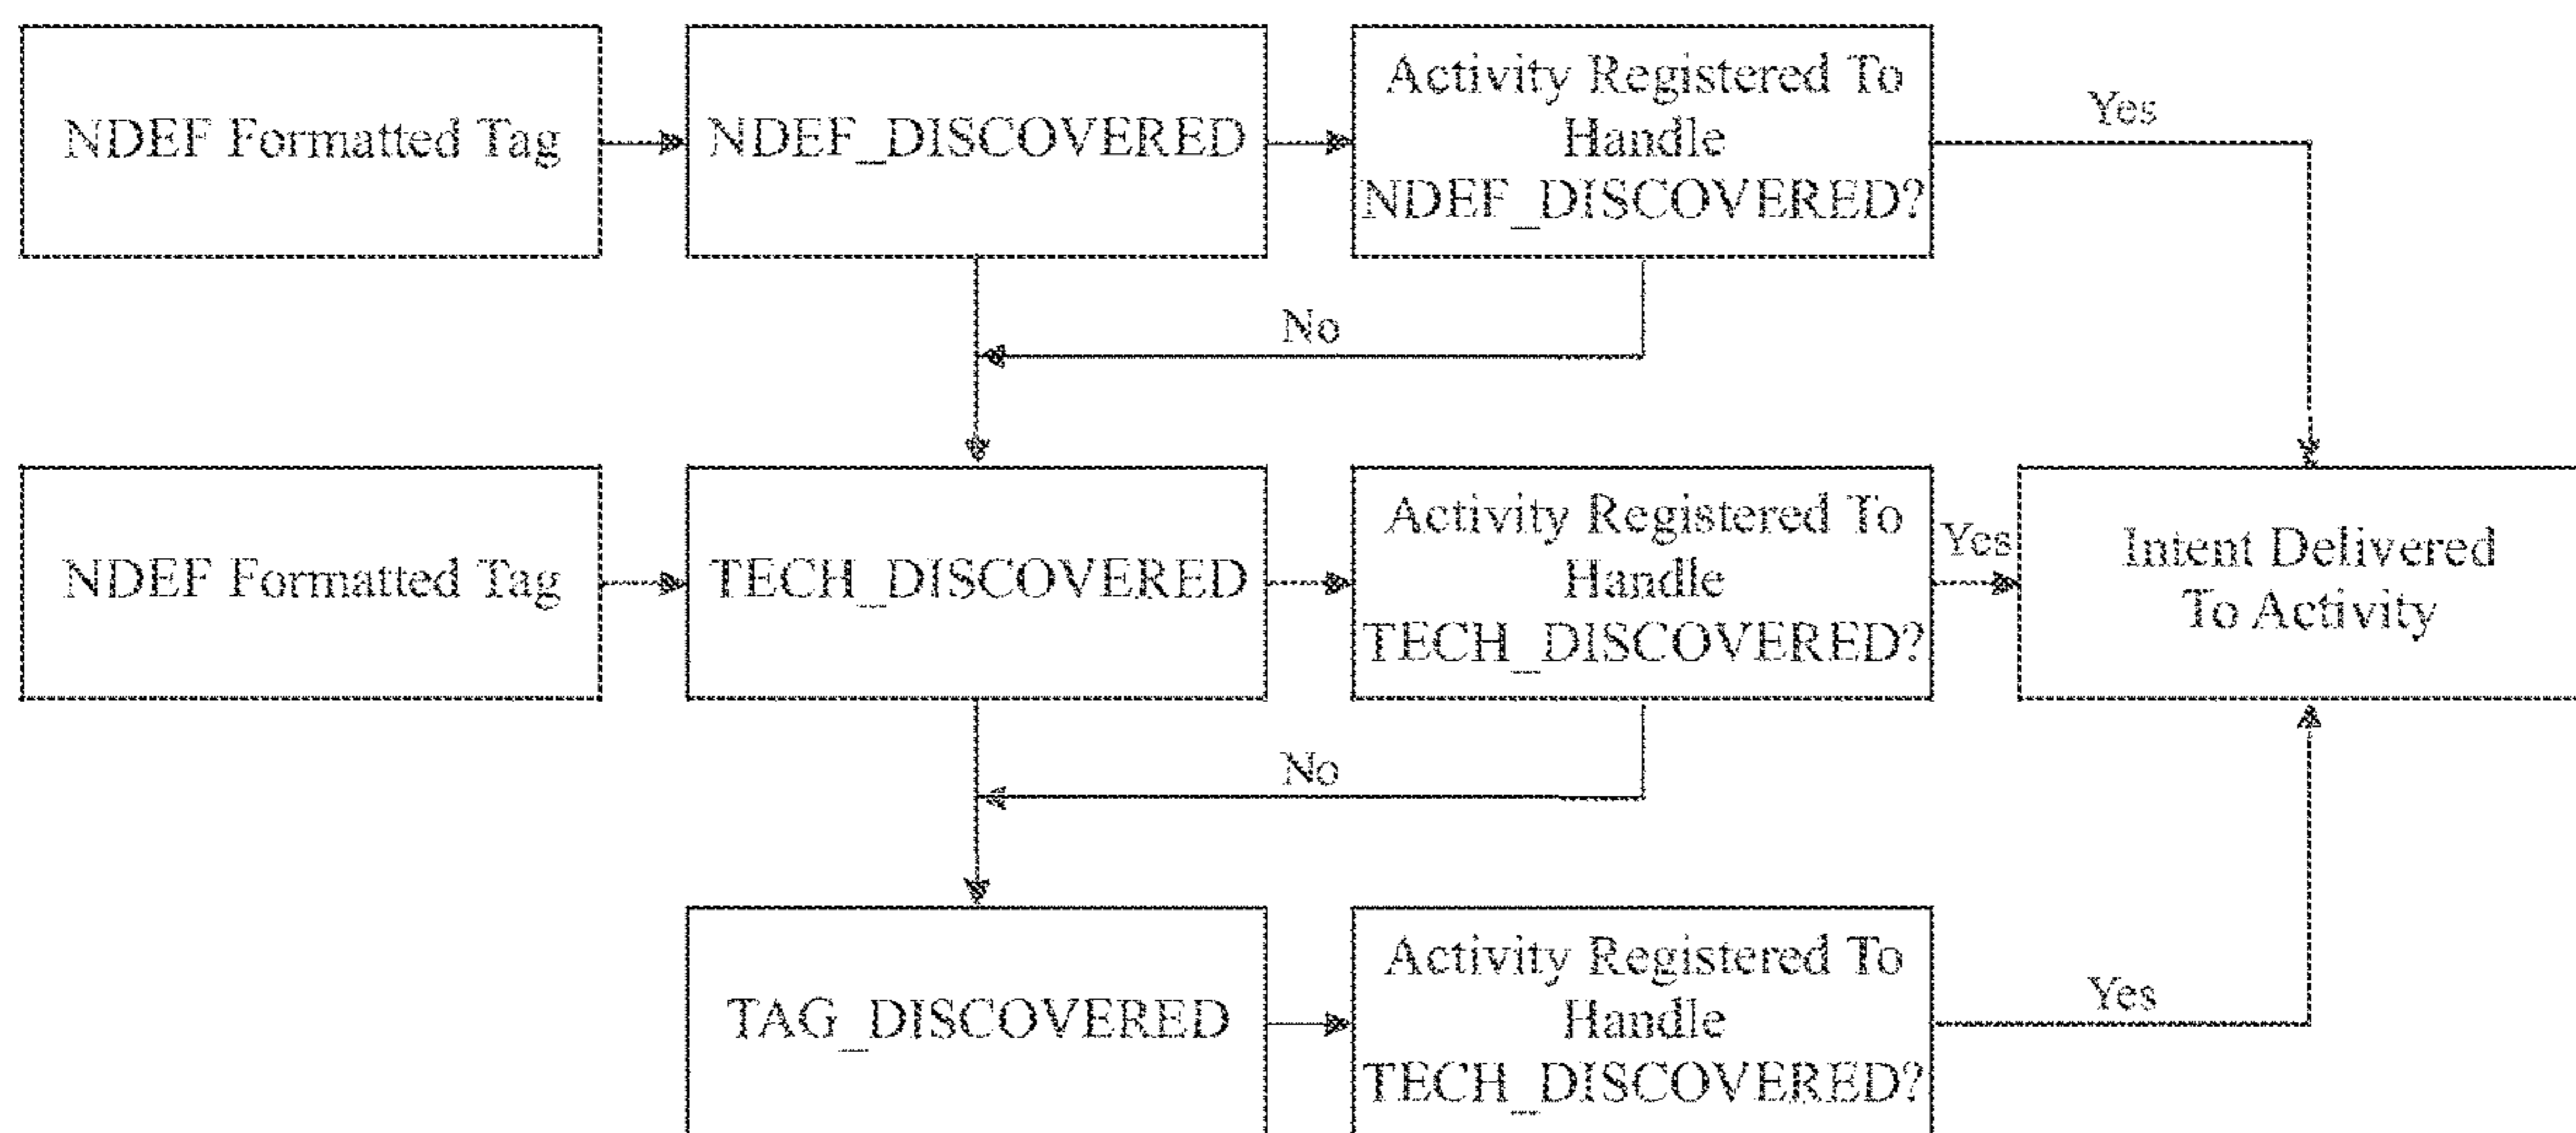 NDEF Formatted Tag
NDEF_DISCOVERED
Activity Registered To
Handle
NDEF_DISCOVERED?
Yes
No
NDEF Formatted Tag
TECH_DISCOVERED
Activity Registered To
Handle
TECH_DISCOVERED?
Yes
Intent Delivered
To Activity
No
TAG_DISCOVERED
Activity Registered To
Handle
TECH_DISCOVERED?
Yes